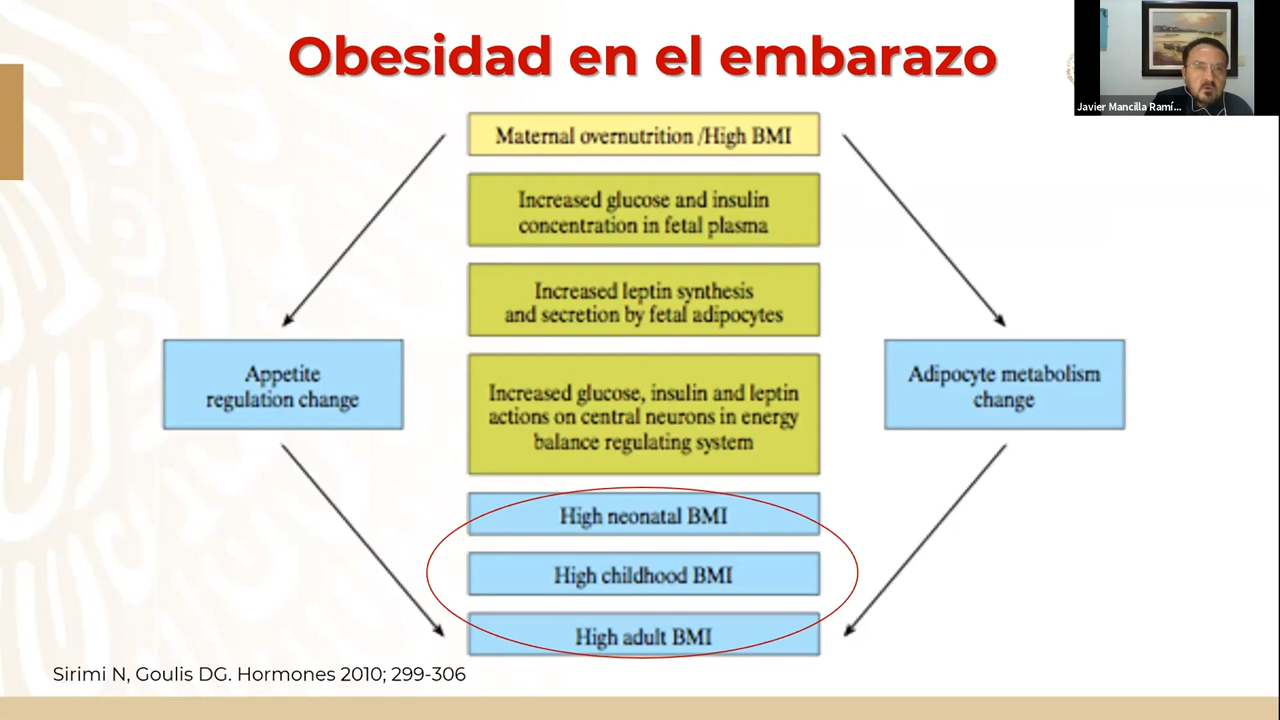 Obesidad en el embarazo
Javier Mancilla Ramí...
Maternal overnutrition /High BMI
Increased glucose and insulin
concentration in fetal plasma
Increased leptin synthesis
and secretion by fetal adipocytes
Appetite
regulation change
Increased glucose, insulin and leptin
actions on central neurons in energy
balance regulating system
Adipocyte metabolism
change
High neonatal BMI
High childhood BMI
High adult BMI
Sirimi N, Goulis DG. Hormones 2010; 299-306